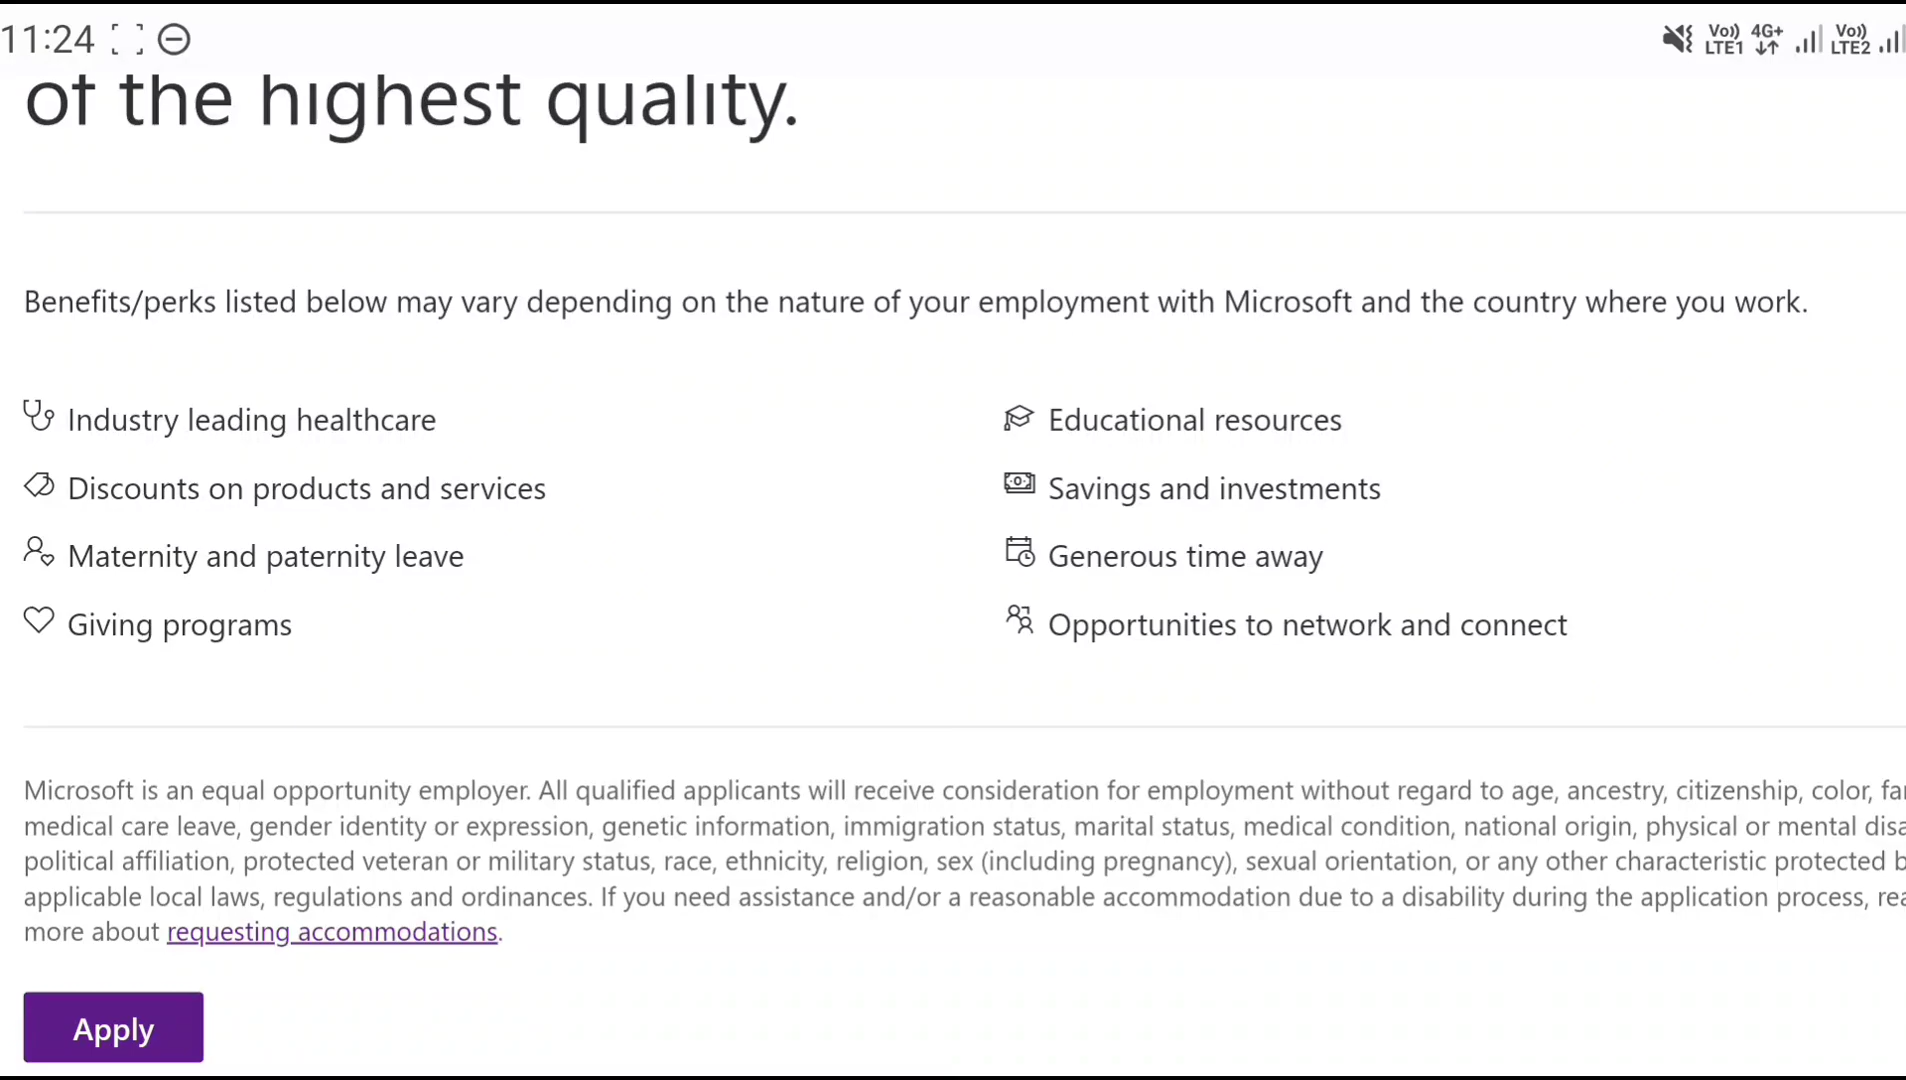 11:24
Vo)) LTE1 4G+ Vo)) LTE2
of the highest quality.
Benefits/perks listed below may vary depending on the nature of your employment with Microsoft and the country where you work.
Industry leading healthcare
Educational resources
Discounts on products and services
Savings and investments
Maternity and paternity leave
Generous time away
Giving programs
Opportunities to network and connect
Microsoft is an equal opportunity employer. All qualified applicants will receive consideration for employment without regard to age, ancestry, citizenship, color,
medical care leave, gender identity or expression, genetic information, immigration status, marital status, medical condition, national origin, physical or mental
political affiliation, protected veteran or military status, race, ethnicity, religion, sex (including pregnancy), sexual orientation, or any other characteristic protected
applicable local laws, regulations and ordinances. If you need assistance and/or a reasonable accommodation due to a disability during the application process,
more about requesting accommodations.
Apply